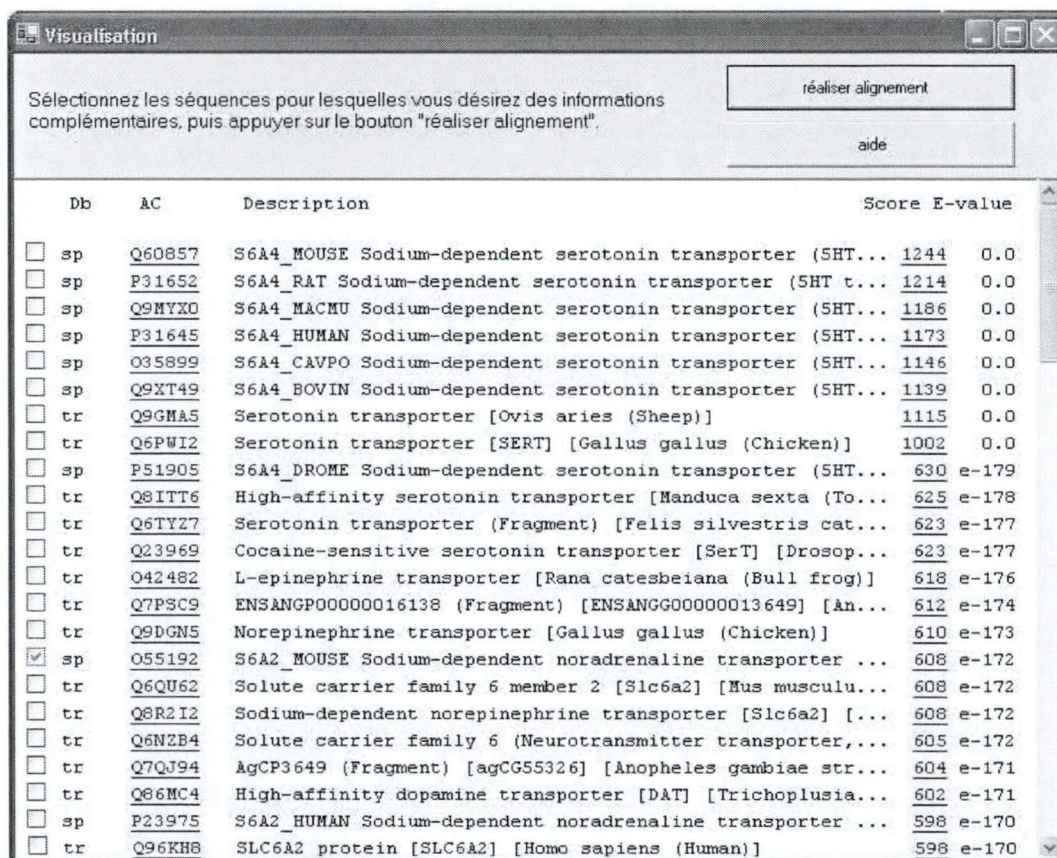 Visualisation
Sélectionnez les séquences pour lesquelles vous désirez des informations
complémentaires, puis appuyer sur le bouton "réaliser alignement".
réaliser alignement
aide
Db AC Description Score E-value
sp Q60857 S6A4_MOUSE Sodium-dependent serotonin transporter (5HT... 1244 0.0
sp P31652 S6A4_RAT Sodium-dependent serotonin transporter (5HT t... 1214 0.0
sp Q9MYX0 S6A4_MACMU Sodium-dependent serotonin transporter (5HT... 1186 0.0
sp P31645 S6A4_HUMAN Sodium-dependent serotonin transporter (5HT... 1173 0.0
sp O35899 S6A4_CAVPO Sodium-dependent serotonin transporter (5HT... 1146 0.0
sp Q9XT49 S6A4_BOVIN Sodium-dependent serotonin transporter (5HT... 1139 0.0
tr Q9GMA5 Serotonin transporter [Ovis aries (Sheep)] 1115 0.0
tr Q6PWI2 Serotonin transporter [SERT] [Gallus gallus (Chicken)] 1002 0.0
sp P51905 S6A4_DROME Sodium-dependent serotonin transporter (5HT... 630 e-179
tr Q8ITT6 High-affinity serotonin transporter [Manduca sexta (To... 625 e-178
tr Q6TYZ7 Serotonin transporter (Fragment) [Felis silvestris cat... 623 e-177
tr Q23969 Cocaine-sensitive serotonin transporter [SerT] [Drosop... 623 e-177
tr O42482 L-epinephrine transporter [Rana catesbeiana (Bull frog)] 618 e-176
tr Q7PSC9 ENSANGP00000016138 (Fragment) [ENSANGG00000013649] [An... 612 e-174
tr Q9DGN5 Norepinephrine transporter [Gallus gallus (Chicken)] 610 e-173
sp O55192 S6A2_MOUSE Sodium-dependent noradrenaline transporter ... 608 e-172
tr Q6QU62 Solute carrier family 6 member 2 [Slc6a2] [Mus musculu... 608 e-172
tr Q8R2I2 Sodium-dependent norepinephrine transporter [Slc6a2] [... 608 e-172
tr Q6NZB4 Solute carrier family 6 (Neurotransmitter transporter,... 605 e-172
tr Q7QJ94 AgCP3649 (Fragment) [agCG55326] [Anopheles gambiae str... 604 e-171
tr Q86MC4 High-affinity dopamine transporter [DAT] [Trichoplusia... 602 e-171
sp P23975 S6A2_HUMAN Sodium-dependent noradrenaline transporter ... 598 e-170
tr Q96KH8 SLC6A2 protein [SLC6A2] [Homo sapiens (Human)] 598 e-170